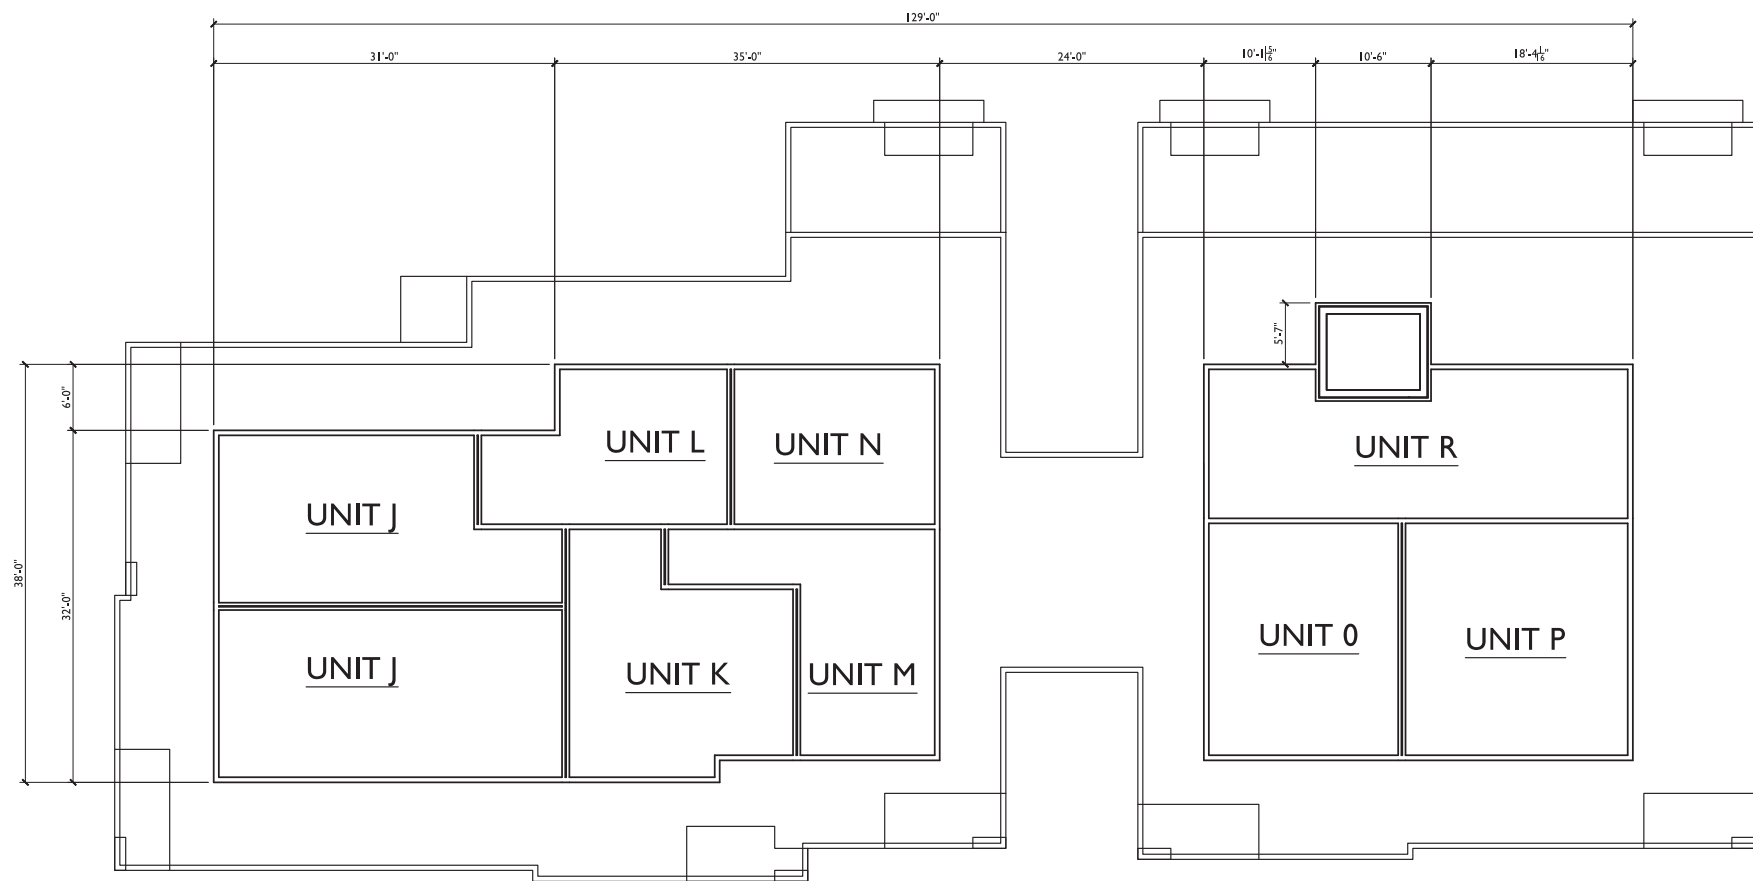 129'-0"
31'-0"
35'-0"
24'-0"
10'-1 15/16"
10'-6"
18'-4 1/16"
5'-7"
6'-0"
38'-0"
32'-0"
UNIT L
UNIT N
UNIT R
UNIT J
UNIT 0
UNIT P
UNIT J
UNIT K
UNIT M